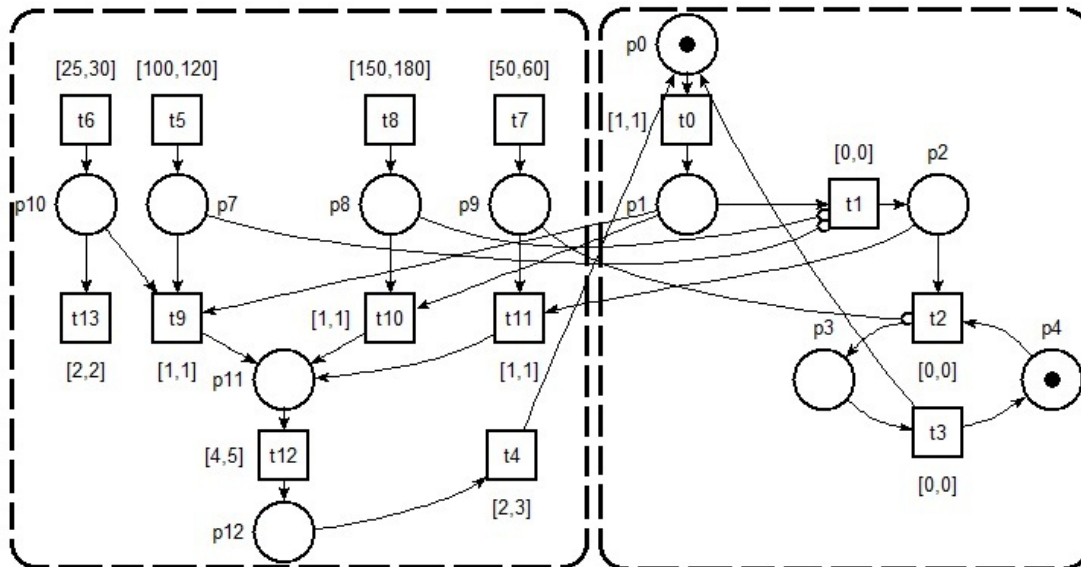 p0
[25,30] [100,120] [150,180] [50,60]
t6 t5 t8 t7 [1,1] t0
[0,0] p2
p10 p7 p8 p9 p1 t1
t13 t9 [1,1] t10 t11 t2
p3 p4
[2,2] [1,1] p11 [1,1] [0,0]
t3
[4,5] t12 t4
[2,3] [0,0]
p12